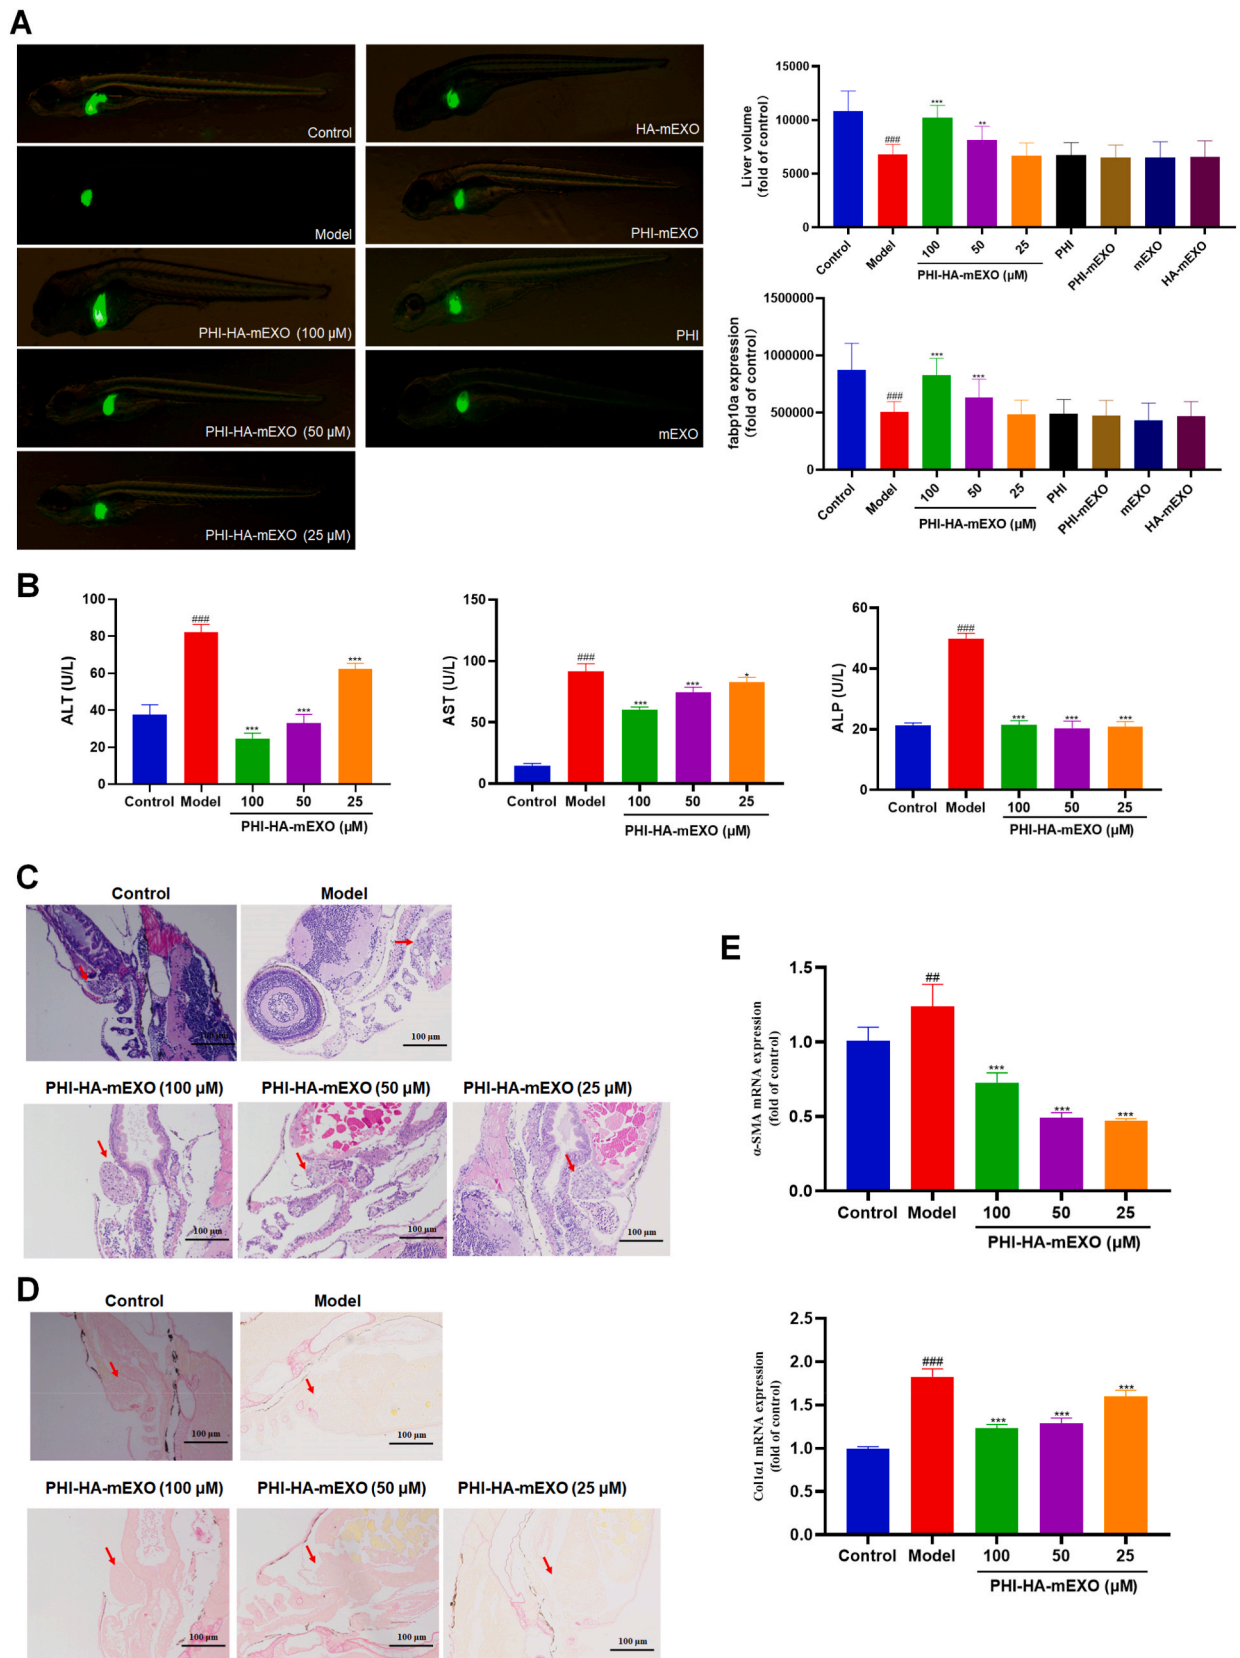 A
Control
Model
PHI-HA-mEXO (100 µM)
PHI-HA-mEXO (50 µM)
PHI-HA-mEXO (25 µM)
HA-mEXO
PHI-mEXO
PHI
mEXO
Liver volume
(fold of control)
15000
10000
5000
0
###
***
**
Control
Model
100
50
25
PHI
PHI-mEXO
mEXO
HA-mEXO
PHI-HA-mEXO (µM)
fabp10a expression
(fold of control)
1500000
1000000
500000
0
###
***
***
Control
Model
100
50
25
PHI
PHI-mEXO
mEXO
HA-mEXO
PHI-HA-mEXO (µM)
B
ALT (U/L)
100
80
60
40
20
0
###
***
***
***
Control Model 100 50 25
PHI-HA-mEXO (µM)
AST (U/L)
150
100
50
0
###
***
***
*
Control Model 100 50 25
PHI-HA-mEXO (µM)
ALP (U/L)
60
40
20
0
###
***
***
***
Control Model 100 50 25
PHI-HA-mEXO (µM)
C
Control
Model
100 µm
100 µm
PHI-HA-mEXO (100 µM)
PHI-HA-mEXO (50 µM)
PHI-HA-mEXO (25 µM)
100 µm
100 µm
100 µm
D
Control
Model
100 µm
100 µm
PHI-HA-mEXO (100 µM)
PHI-HA-mEXO (50 µM)
PHI-HA-mEXO (25 µM)
100 µm
100 µm
100 µm
E
α-SMA mRNA expression
(fold of control)
1.5
1.0
0.5
0.0
##
***
***
***
Control Model 100 50 25
PHI-HA-mEXO (µM)
Col1α1 mRNA expression
(fold of control)
2.5
2.0
1.5
1.0
0.5
0.0
###
***
***
***
Control Model 100 50 25
PHI-HA-mEXO (µM)